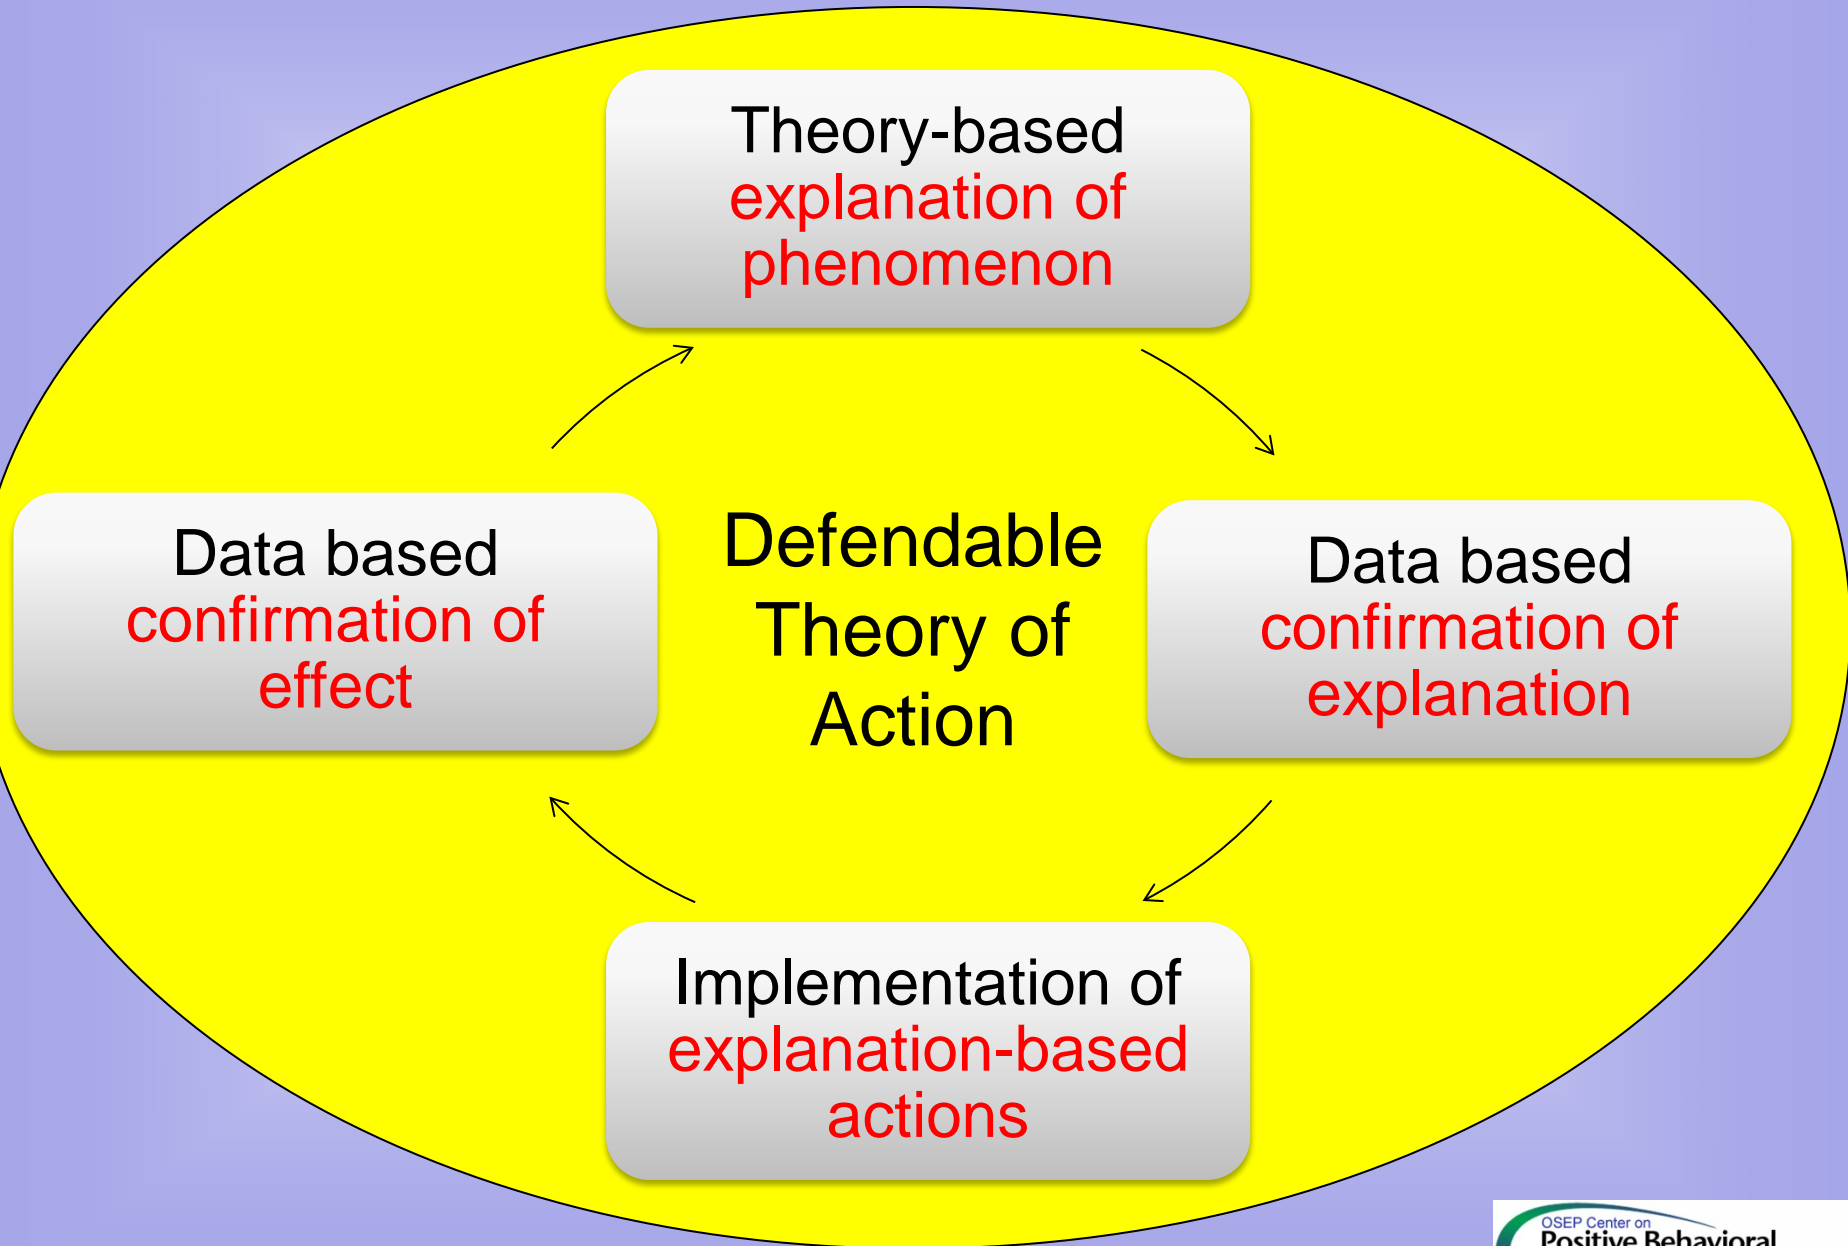 Theory-based
explanation of
phenomenon
Data based
confirmation of
effect
Defendable
Theory of
Action
Data based
confirmation of
explanation
Implementation of
explanation-based
actions
OSEP Center on
Positive Behavioral